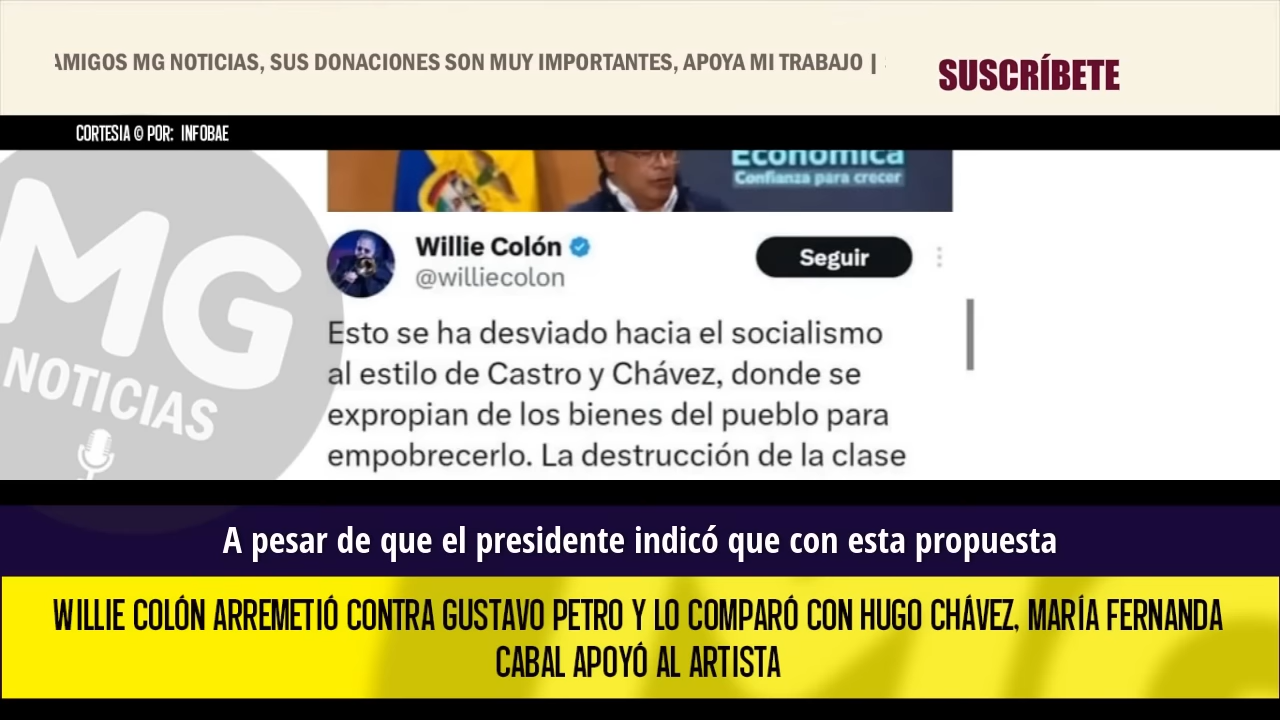 AMIGOS MG NOTICIAS, SUS DONACIONES SON MUY IMPORTANTES, APOYA MI TRABAJO |
SUSCRÍBETE
CORTESIA © POR: INFOBAE
Económica
Confianza para crecer
MG
NOTICIAS
Willie Colón
@williecolon
Seguir
Esto se ha desviado hacia el socialismo
al estilo de Castro y Chávez, donde se
expropian de los bienes del pueblo para
empobrecerlo. La destrucción de la clase
A pesar de que el presidente indicó que con esta propuesta
WILLIE COLÓN ARREMETIÓ CONTRA GUSTAVO PETRO Y LO COMPARÓ CON HUGO CHÁVEZ, MARÍA FERNANDA
CABAL APOYÓ AL ARTISTA